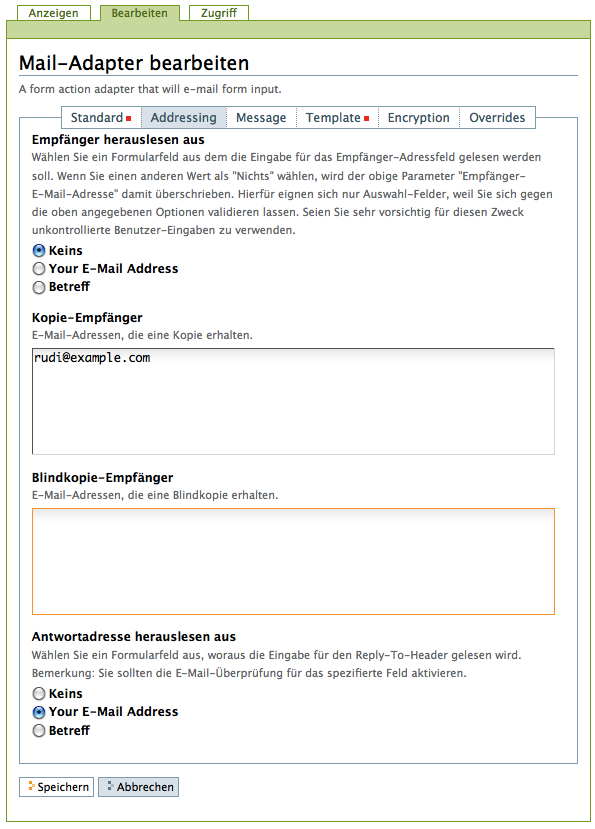 Anzeigen Bearbeiten Zugriff
Mail-Adapter bearbeiten
A form action adapter that will e-mail form input.
Standard Addressing Message Template Encryption Overrides
Empfänger herauslesen aus
Wählen Sie ein Formularfeld aus dem die Eingabe für das Empfänger-Adressfeld gelesen werden
soll. Wenn Sie einen anderen Wert als "Nichts" wählen, wird der obige Parameter "Empfänger-
E-Mail-Adresse" damit überschrieben. Hierfür eignen sich nur Auswahl-Felder, weil Sie sich gegen
die oben angegebenen Optionen validieren lassen. Seien Sie sehr vorsichtig für diesen Zweck
unkontrollierte Benutzer-Eingaben zu verwenden.
Keins
Your E-Mail Address
Betreff
Kopie-Empfänger
E-Mail-Adressen, die eine Kopie erhalten.
rudi@example.com
Blindkopie-Empfänger
E-Mail-Adressen, die eine Blindkopie erhalten.
Antwortadresse herauslesen aus
Wählen Sie ein Formularfeld aus, woraus die Eingabe für den Reply-To-Header gelesen wird.
Bemerkung: Sie sollten die E-Mail-Überprüfung für das spezifierte Feld aktivieren.
Keins
Your E-Mail Address
Betreff
Speichern Abbrechen